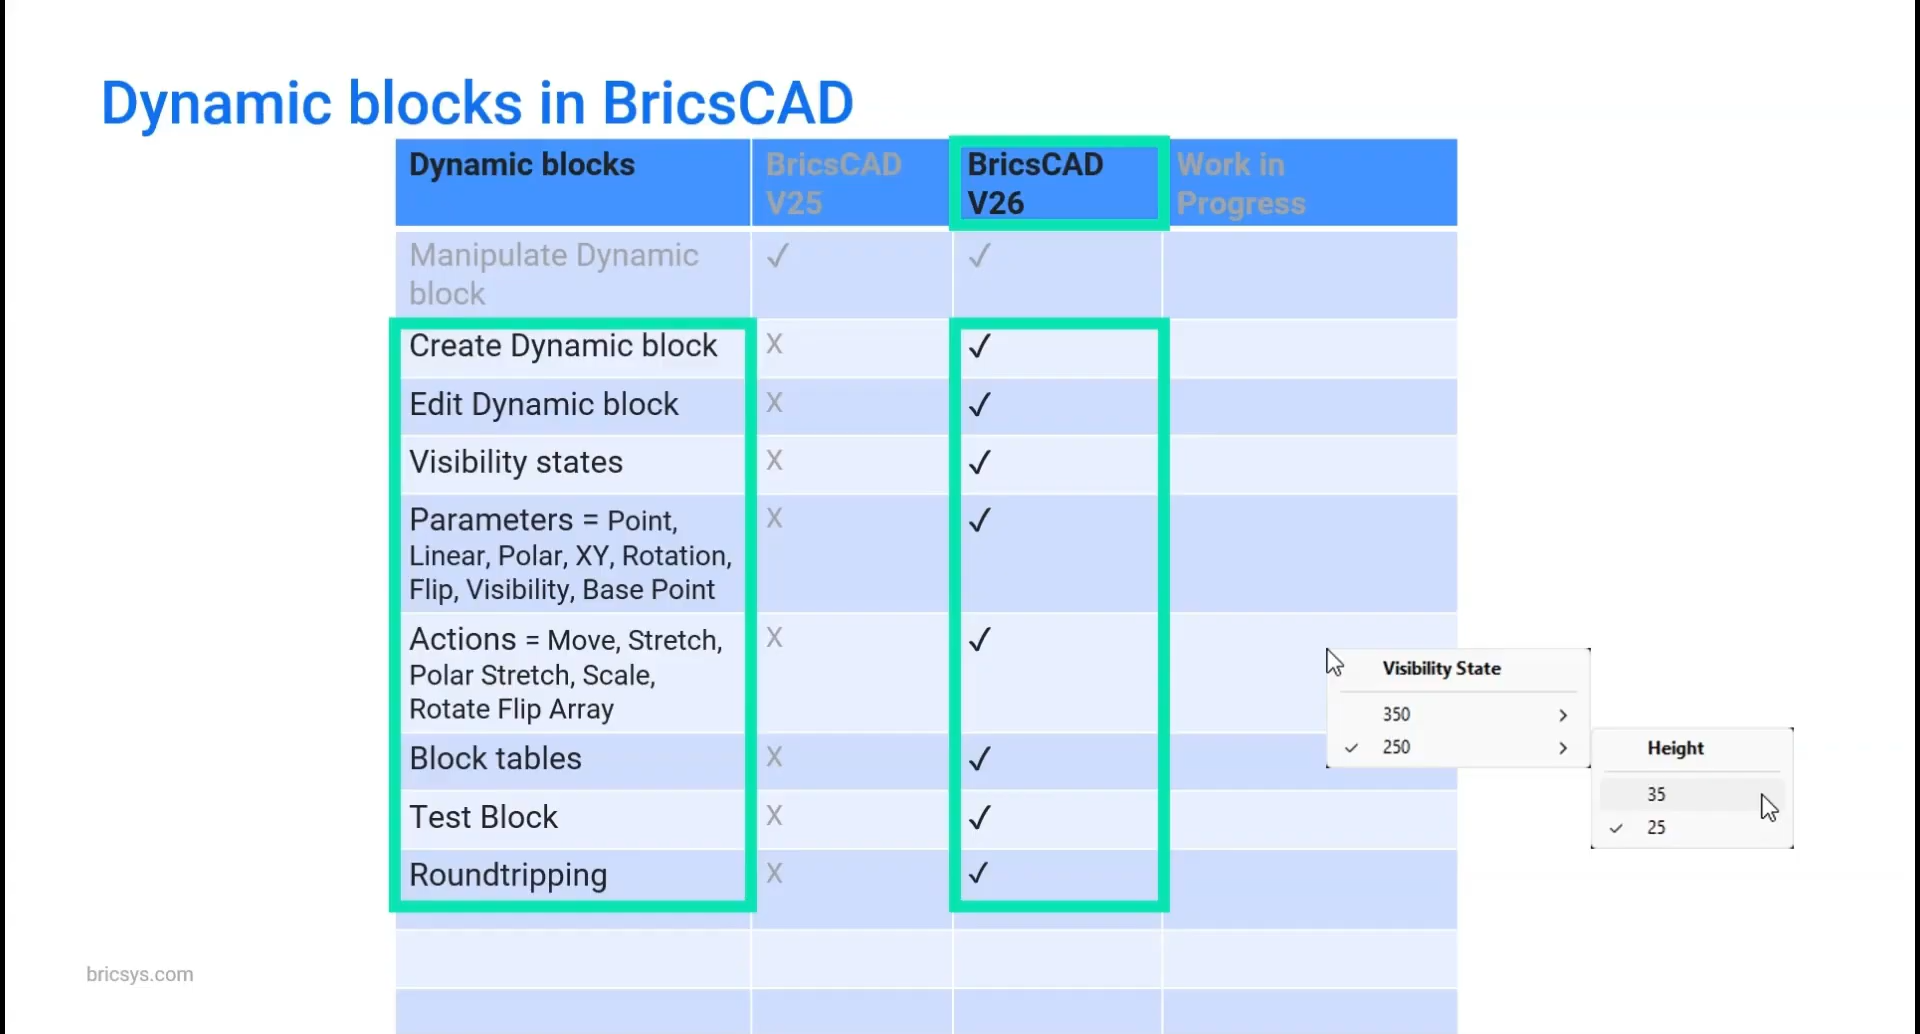 Dynamic blocks in BricsCAD
Dynamic blocks
BricsCAD
V25
BricsCAD
V26
Work in
Progress
Manipulate Dynamic
block
✓
✓
Create Dynamic block
X
✓
Edit Dynamic block
X
✓
Visibility states
X
✓
Parameters = Point,
Linear, Polar, XY, Rotation,
Flip, Visibility, Base Point
X
✓
Actions = Move, Stretch,
Polar Stretch, Scale,
Rotate Flip Array
X
✓
Block tables
X
✓
Test Block
X
✓
Roundtripping
X
✓
Visibility State
350
✓ 250
Height
35
✓ 25
bricsys.com